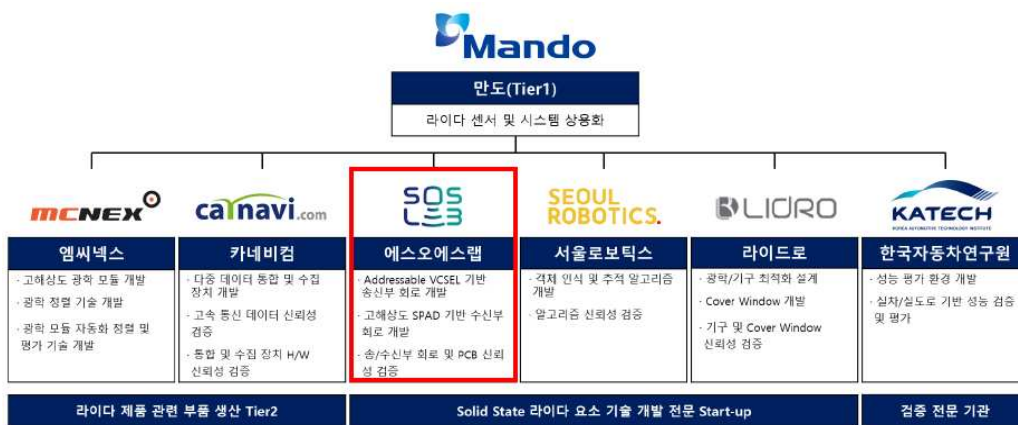 Mando
만도(Tier1)
라이다 센서 및 시스템 상용화
MCNEX
엠씨넥스
· 고해상도 광학 모듈 개발
· 광학 정렬 기술 개발
· 광학 모듈 자동화 정렬 및
평가 기술 개발
carnavi.com
카네비컴
· 다중 데이터 통합 및 수집
장치 개발
· 고속 통신 데이터 신뢰성
검증
· 통합 및 수집 장치 H/W
신뢰성 검증
SOS
LAB
에스오에스랩
· Addressable VCSEL 기반
송신부 회로 개발
· 고해상도 SPAD 기반 수신부
회로 개발
· 송/수신부 회로 및 PCB 신뢰
성 검증
SEOUL
ROBOTICS.
서울로보틱스
· 객체 인식 및 추적 알고리즘
개발
· 알고리즘 신뢰성 검증
LIDRO
라이드로
· 광학/기구 최적화 설계
· Cover Window 개발
· 기구 및 Cover Window
신뢰성 검증
KATECH
KOREA AUTOMOTIVE TECHNOLOGY INSTITUTE
한국자동차연구원
· 성능 평가 환경 개발
· 실차/실도로 기반 성능 검증
및 평가
라이다 제품 관련 부품 생산 Tier2
Solid State 라이다 요소 기술 개발 전문 Start-up
검증 전문 기관